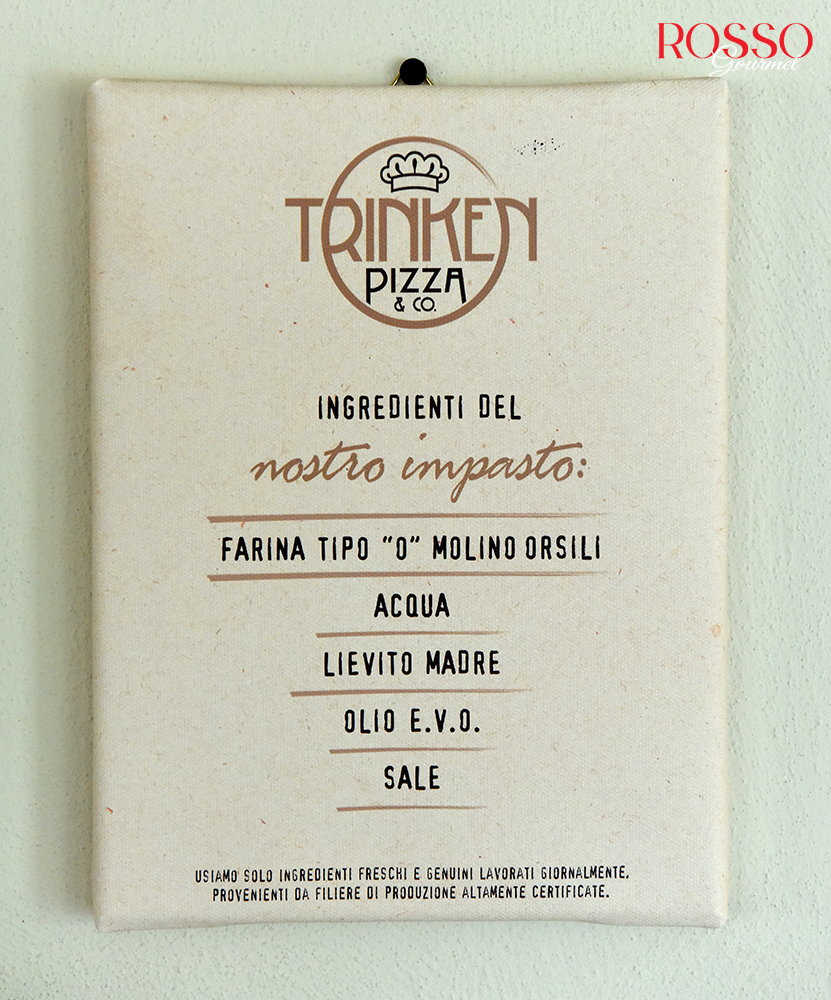 ROSSO
Gourmet
TRINKEN
PIZZA
& CO.
INGREDIENTI DEL
nostro impasto:
FARINA TIPO "0" MOLINO ORSILI
ACQUA
LIEVITO MADRE
OLIO E.V.O.
SALE
USIAMO SOLO INGREDIENTI FRESCHI E GENUINI LAVORATI GIORNALMENTE,
PROVENIENTI DA FILIERE DI PRODUZIONE ALTAMENTE CERTIFICATE.